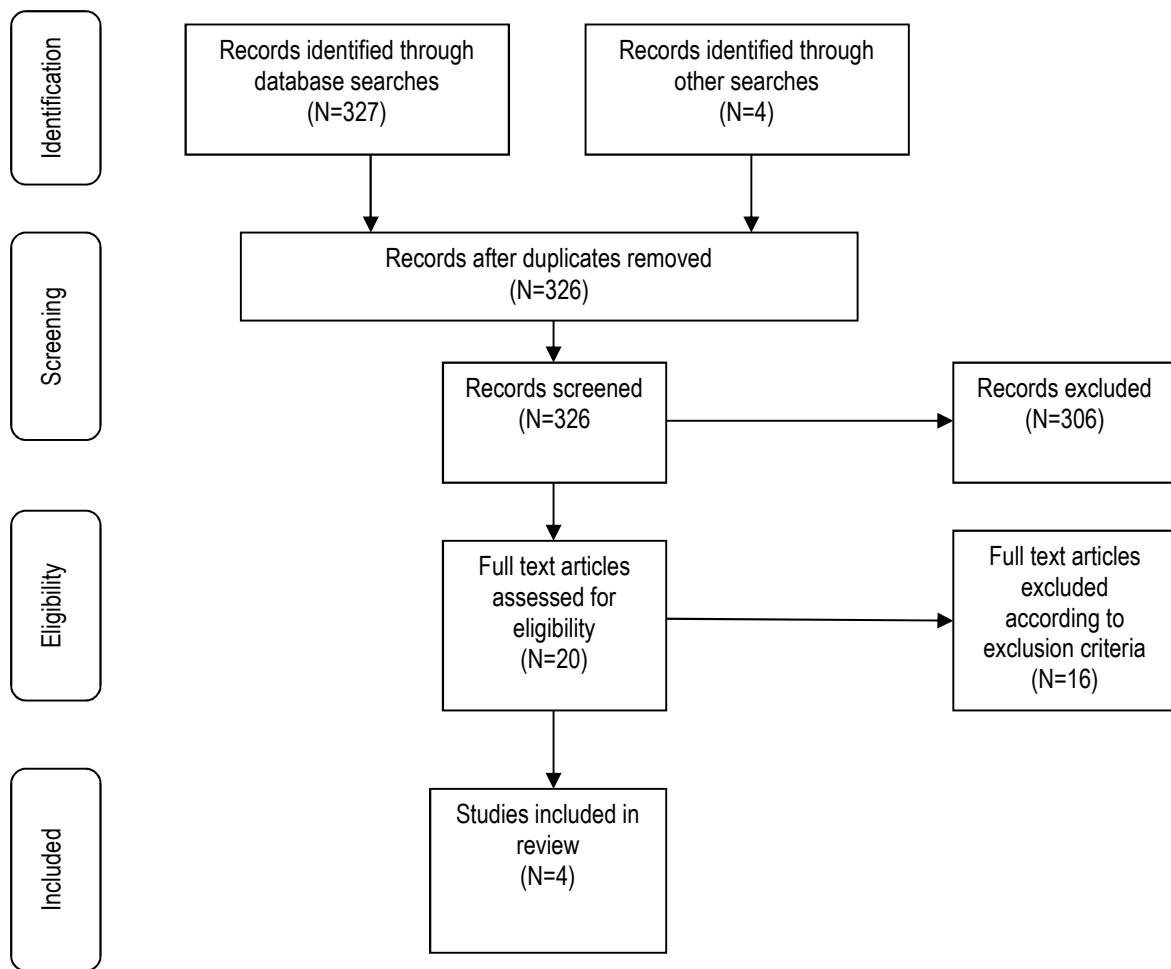 Identification
Records identified through
database searches
(N=327)
Records identified through
other searches
(N=4)
Screening
Records after duplicates removed
(N=326)
Records screened
(N=326
Records excluded
(N=306)
Eligibility
Full text articles
assessed for
eligibility
(N=20)
Full text articles
excluded
according to
exclusion criteria
(N=16)
Included
Studies included in
review
(N=4)